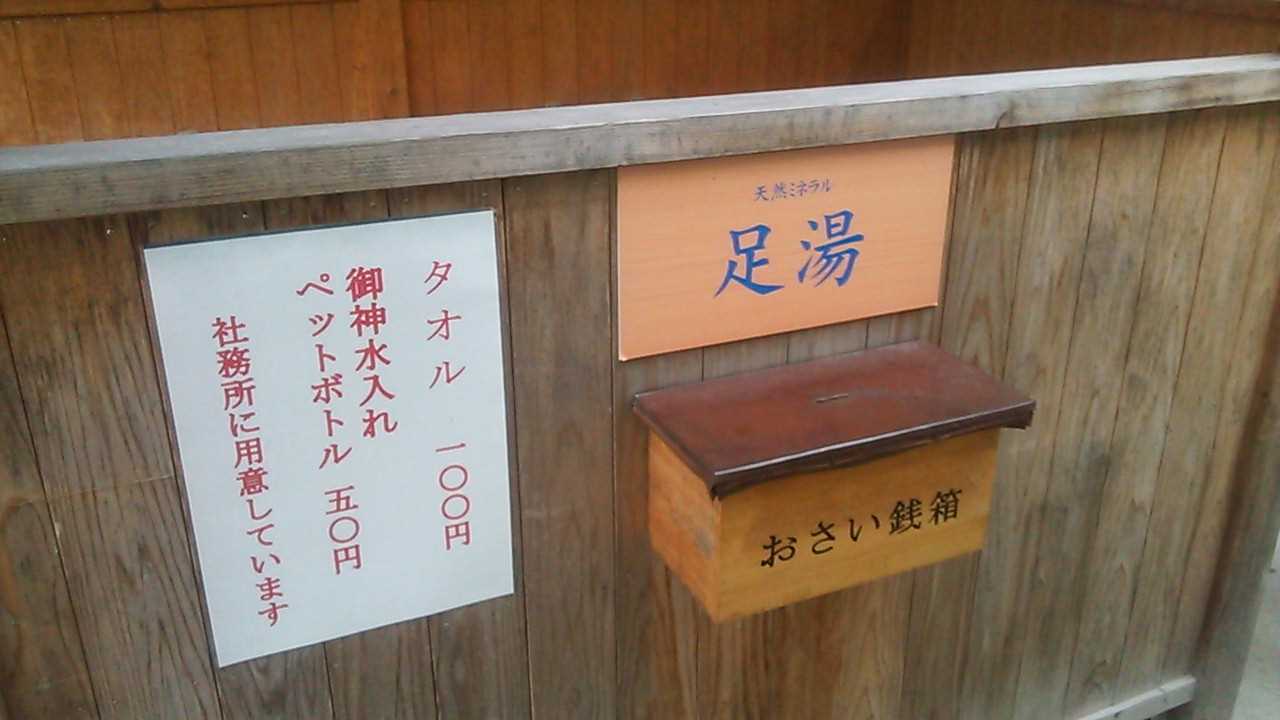 タオル 一〇〇円
御神水入れ
ペットボトル 五〇円
社務所に用意しています
天然ミネラル
足湯
おさい銭箱